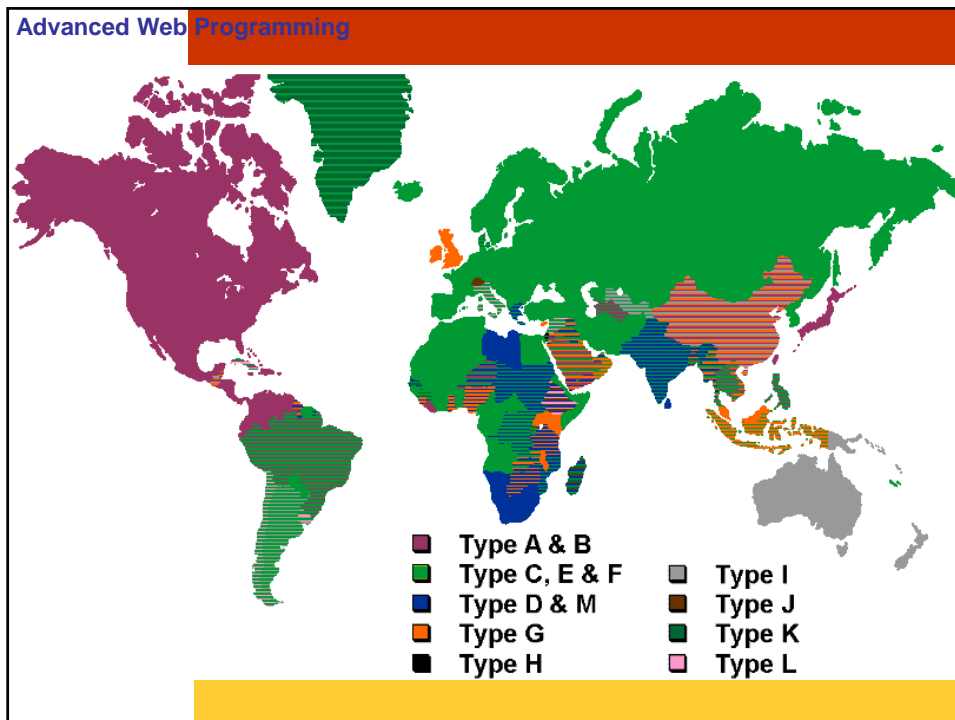 Advanced Web Programming
Type A & B
Type C, E & F
Type D & M
Type G
Type H
Type I
Type J
Type K
Type L